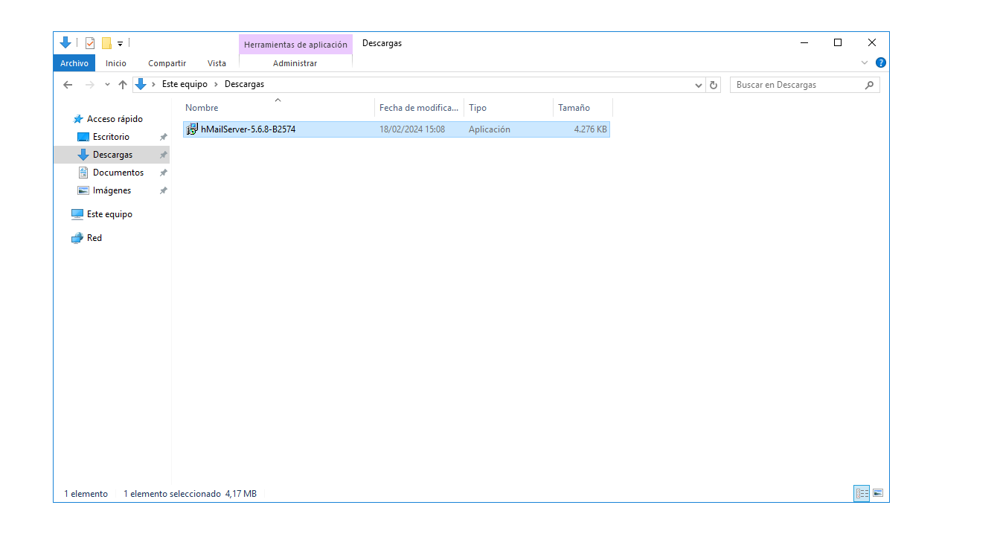 Herramientas de aplicación Descargas
Archivo Inicio Compartir Vista Administrar
Este equipo Descargas Buscar en Descargas
Nombre Fecha de modifica... Tipo Tamaño
hMailServer-5.6.8-B2574 18/02/2024 15:08 Aplicación 4.276 KB
Acceso rápido
Escritorio
Descargas
Documentos
Imágenes
Este equipo
Red
1 elemento 1 elemento seleccionado 4,17 MB